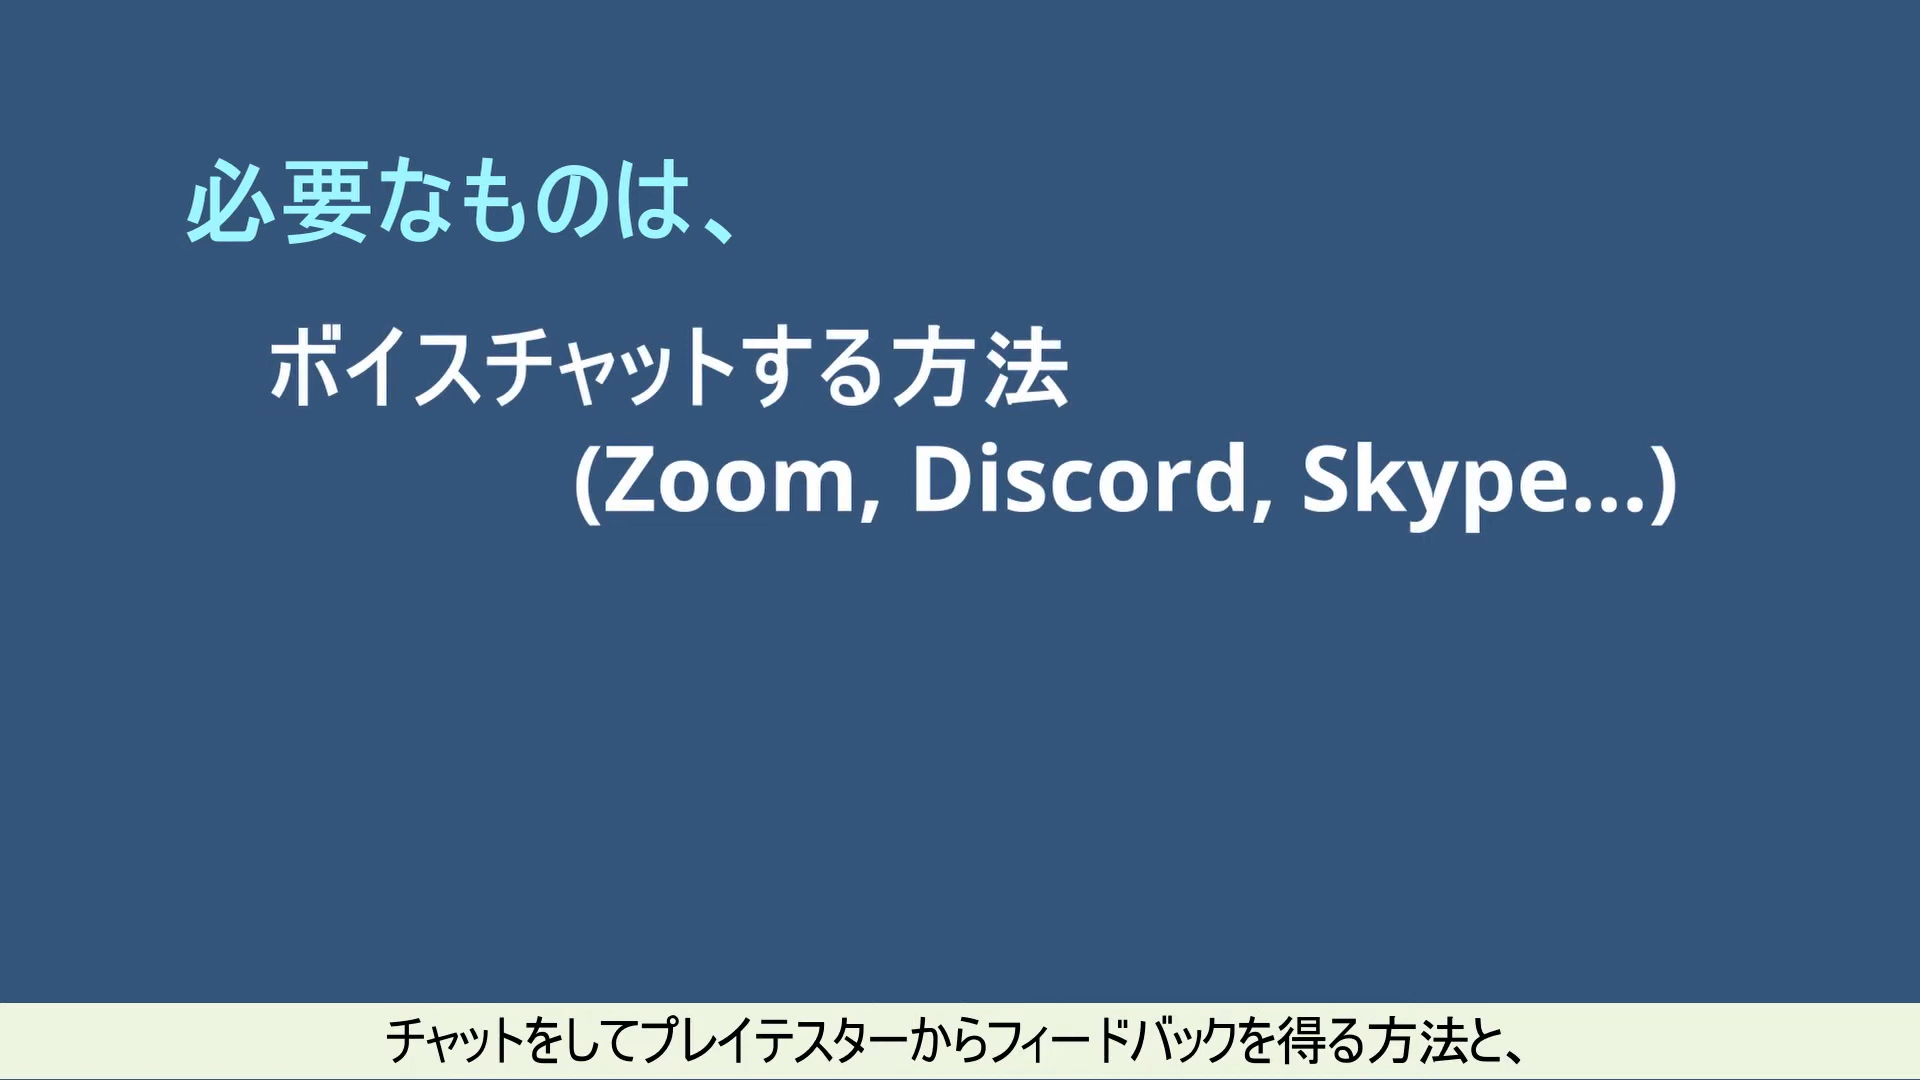 必要なものは、
ボイスチャットする方法
(Zoom, Discord, Skype...)
チャットをしてプレイテスターからフィードバックを得る方法と、